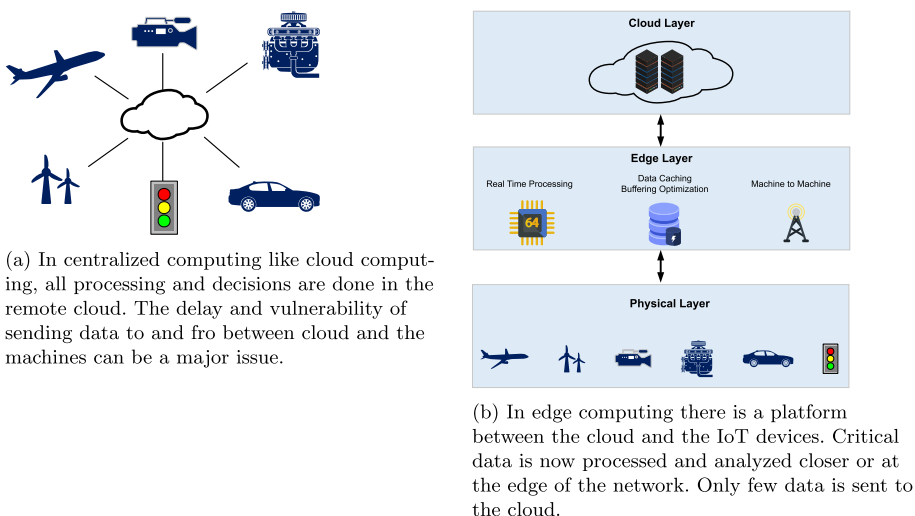 (a) In centralized computing like cloud comput-
ing, all processing and decisions are done in the
remote cloud. The delay and vulnerability of
sending data to and fro between cloud and the
machines can be a major issue.
Cloud Layer
Edge Layer
Real Time Processing
Data Caching
Buffering Optimization
Machine to Machine
64
Physical Layer
(b) In edge computing there is a platform
between the cloud and the IoT devices. Critical
data is now processed and analyzed closer or at
the edge of the network. Only few data is sent to
the cloud.